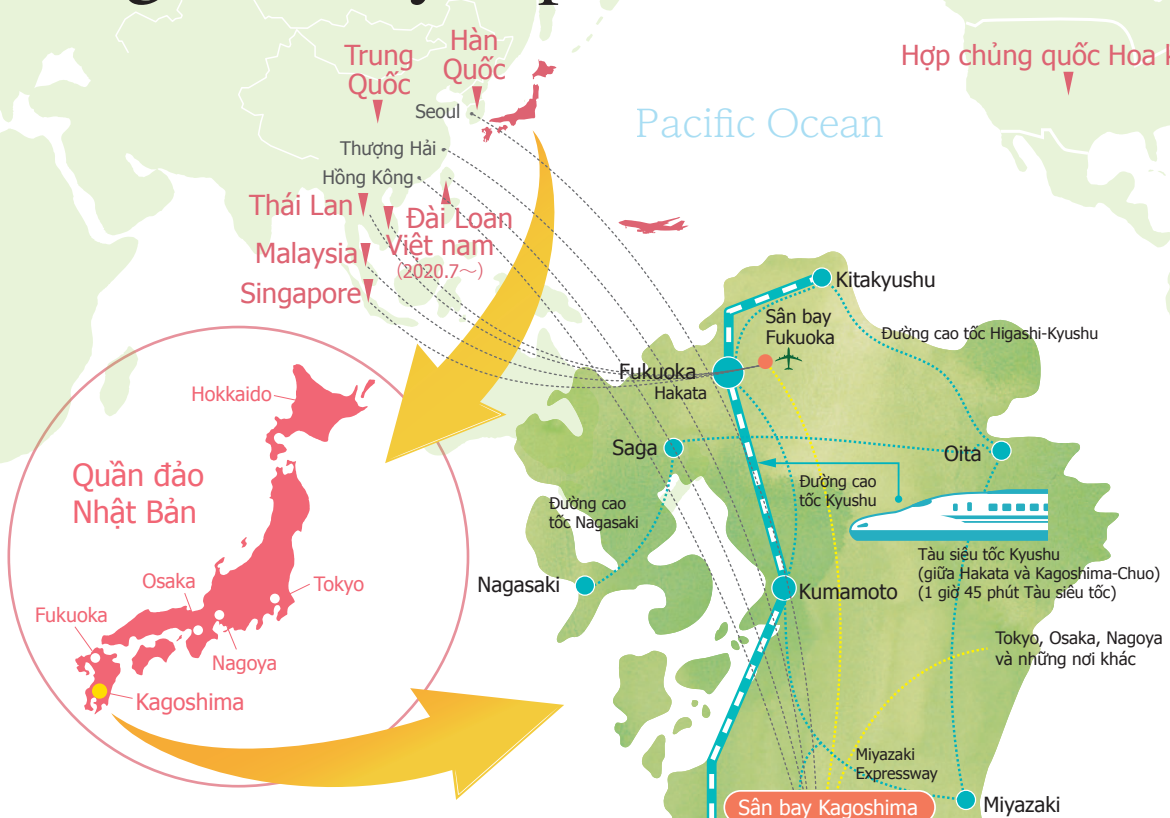 Hàn
Quốc
Trung
Quốc
Hợp chủng quốc Hoa
Seoul
Pacific Ocean
Thượng Hải
Hồng Kông
Thái Lan
Đài Loan
Việt nam
(2020.7～)
Malaysia
Singapore
Kitakyushu
Sân bay
Fukuoka
Đường cao tốc Higashi-Kyushu
Fukuoka
Hakata
Hokkaido
Saga
Oita
Quần đảo
Nhật Bản
Đường cao
tốc Kyushu
Đường cao
tốc Nagasaki
Tàu siêu tốc Kyushu
(giữa Hakata và Kagoshima-Chuo)
(1 giờ 45 phút Tàu siêu tốc)
Osaka
Tokyo
Nagasaki
Kumamoto
Fukuoka
Nagoya
Tokyo, Osaka, Nagoya
và những nơi khác
Kagoshima
Miyazaki
Expressway
Sân bay Kagoshima
Miyazaki